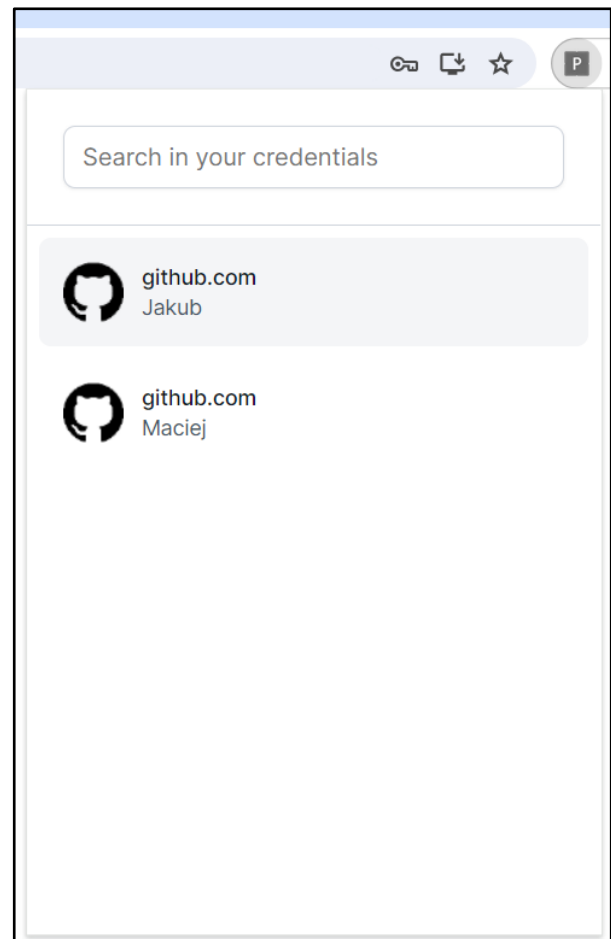 P
Search in your credentials
github.com
Jakub
github.com
Maciej